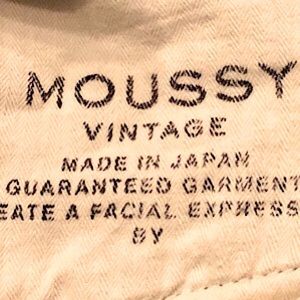 MOUSSY
VINTAGE
MADE IN JAPAN
GUARANTEED GARMENT
EATE A FACIAL EXPRESS
BY